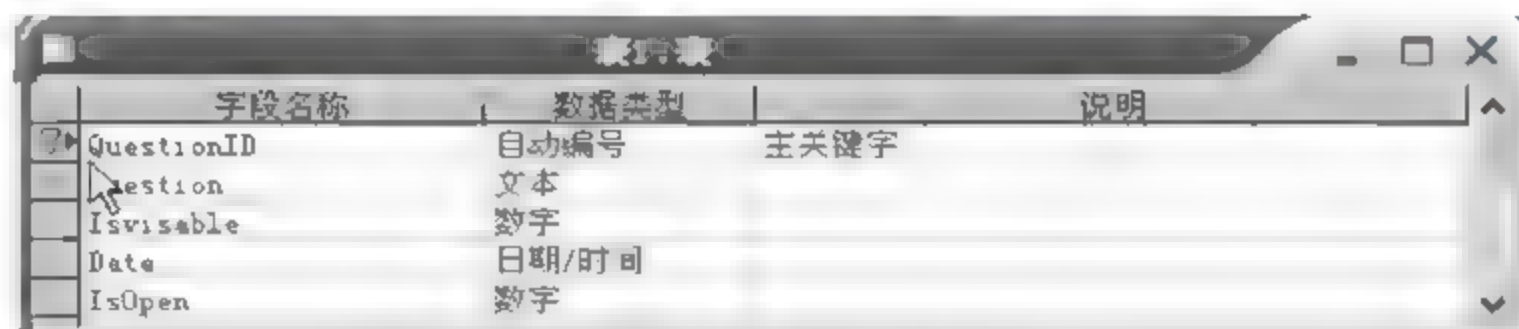 字段名称 数据类型 说明
QuestionID 自动编号 主关键字
Question 文本
Isvisable 数字
Date 日期/时间
IsOpen 数字